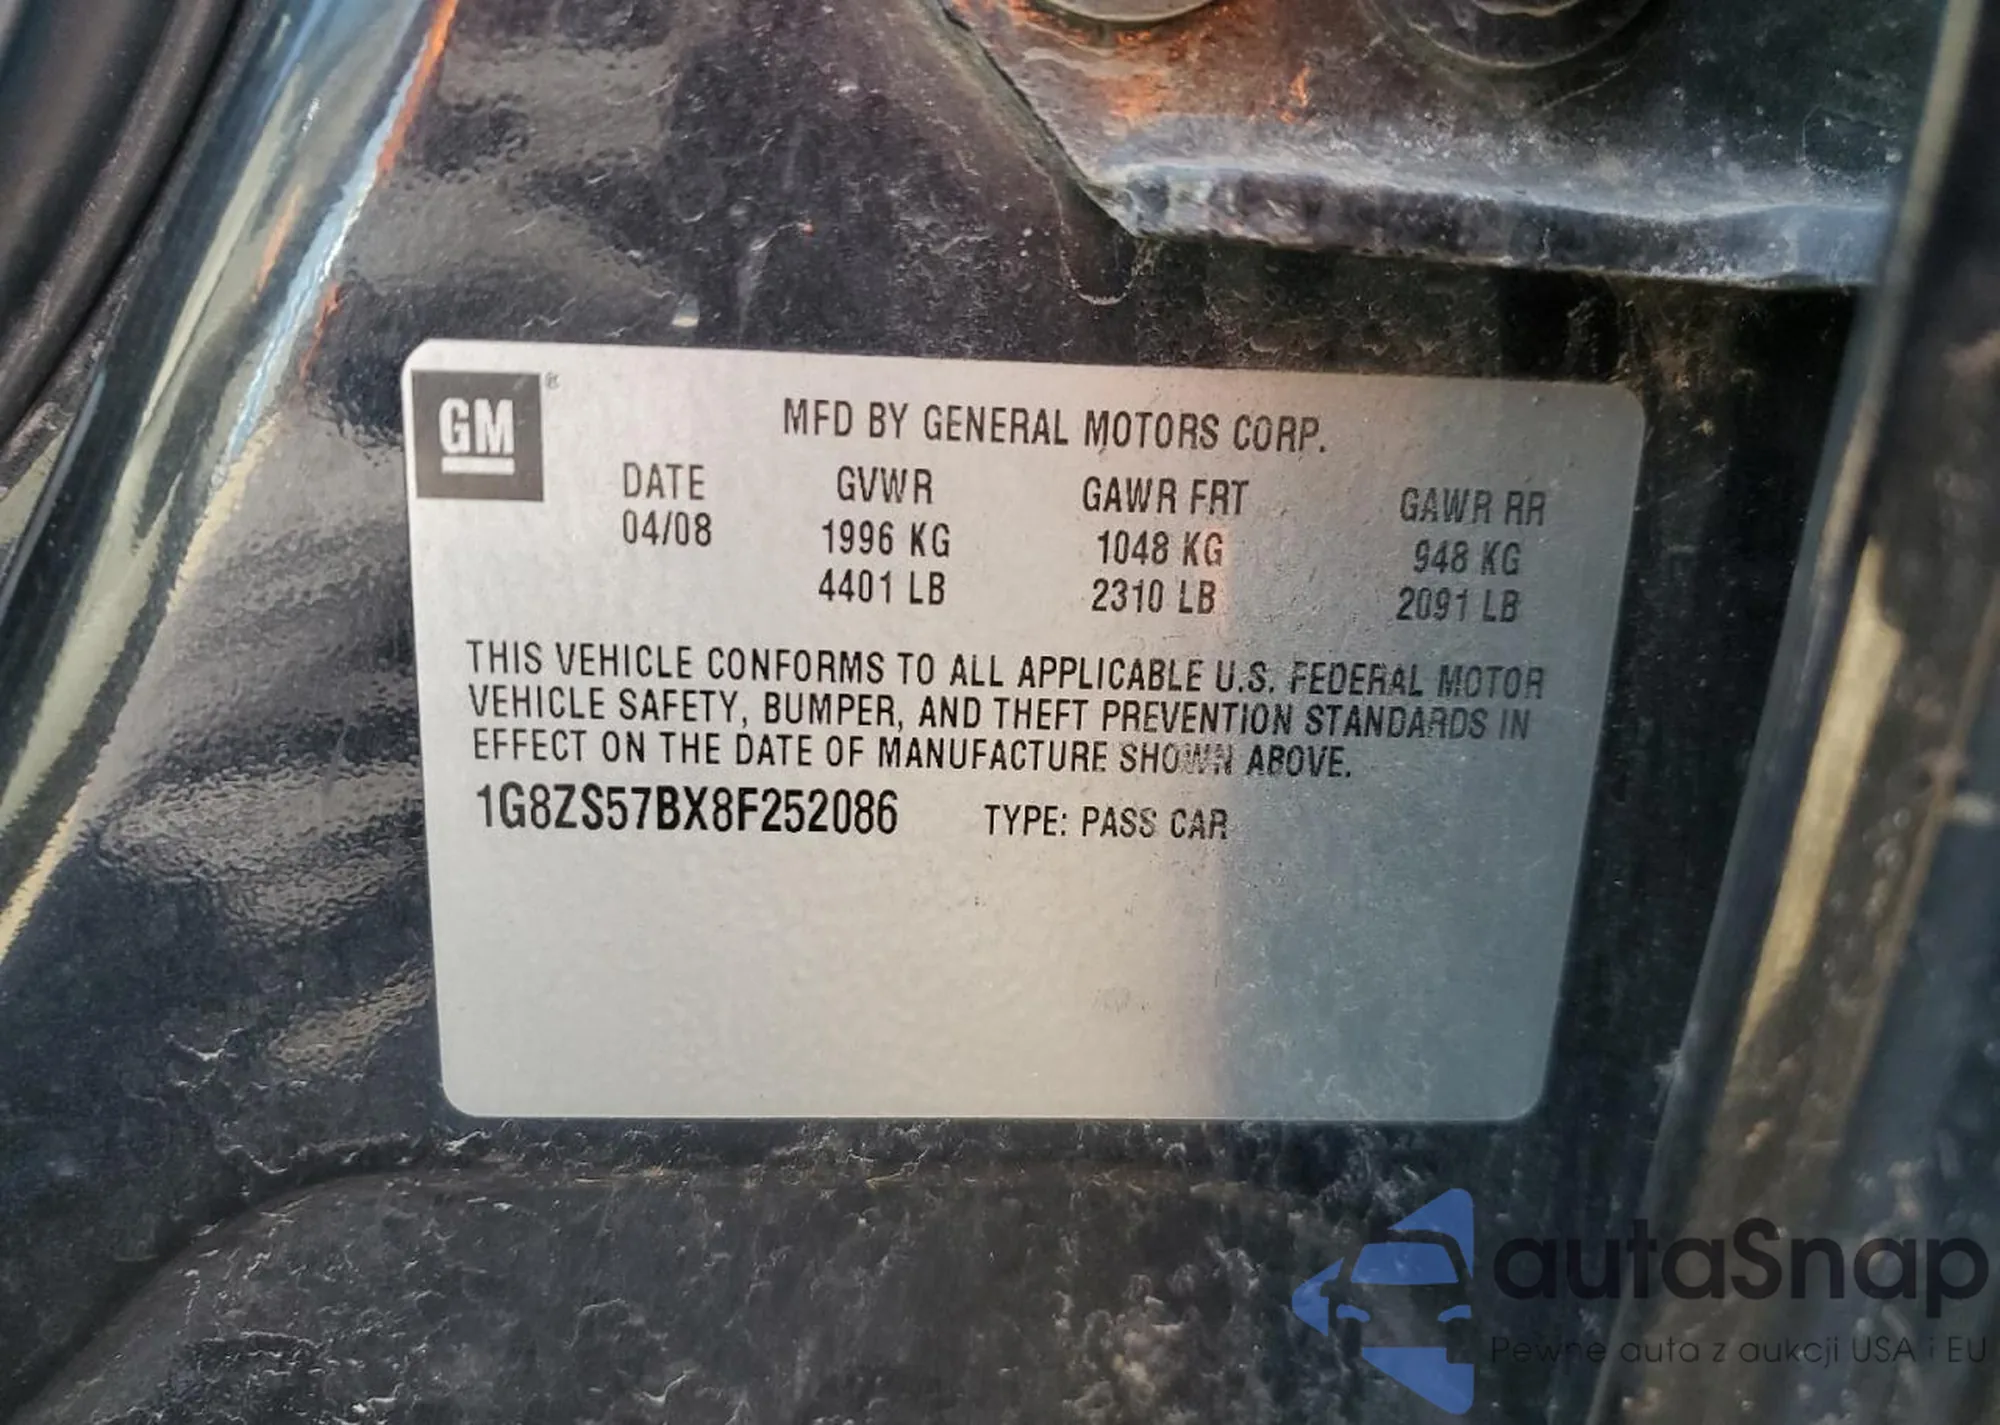 GM ®
MFD BY GENERAL MOTORS CORP.
DATE GVWR GAWR FRT GAWR RR
04/08 1996 KG 1048 KG 948 KG
4401 LB 2310 LB 2091 LB
THIS VEHICLE CONFORMS TO ALL APPLICABLE U.S. FEDERAL MOTOR
VEHICLE SAFETY, BUMPER, AND THEFT PREVENTION STANDARDS IN
EFFECT ON THE DATE OF MANUFACTURE SHOWN ABOVE.
1G8ZS57BX8F252086 TYPE: PASS CAR
autaSnap
Pewne auta z aukcji USA i EU